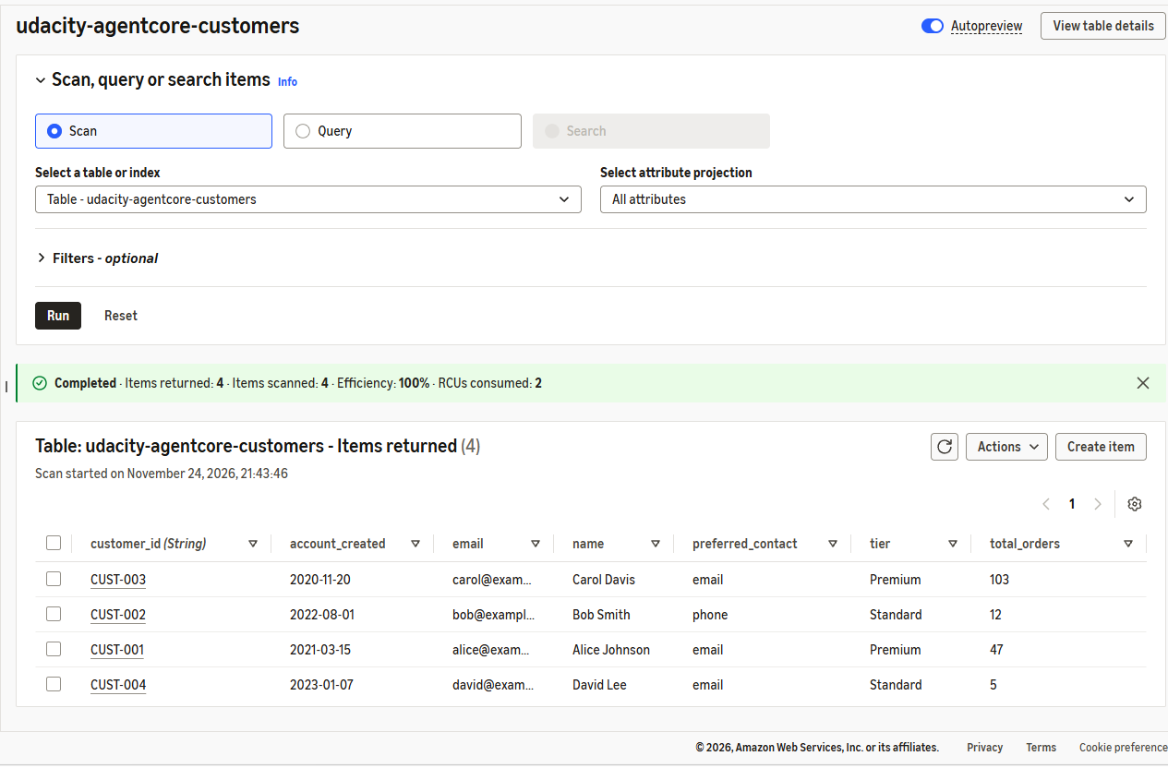 udacity-agentcore-customers
Autopreview
View table details
Scan, query or search items Info
Scan
Query
Search
Select a table or index
Select attribute projection
Table - udacity-agentcore-customers
All attributes
Filters - optional
Run
Reset
Completed · Items returned: 4 · Items scanned: 4 · Efficiency: 100% · RCUs consumed: 2
Table: udacity-agentcore-customers - Items returned (4)
Actions
Create item
Scan started on November 24, 2026, 21:43:46
1
customer_id (String) account_created email name preferred_contact tier total_orders
CUST-003 2020-11-20 carol@exam... Carol Davis email Premium 103
CUST-002 2022-08-01 bob@exampl... Bob Smith phone Standard 12
CUST-001 2021-03-15 alice@exam... Alice Johnson email Premium 47
CUST-004 2023-01-07 david@exam... David Lee email Standard 5
© 2026, Amazon Web Services, Inc. or its affiliates. Privacy Terms Cookie preference